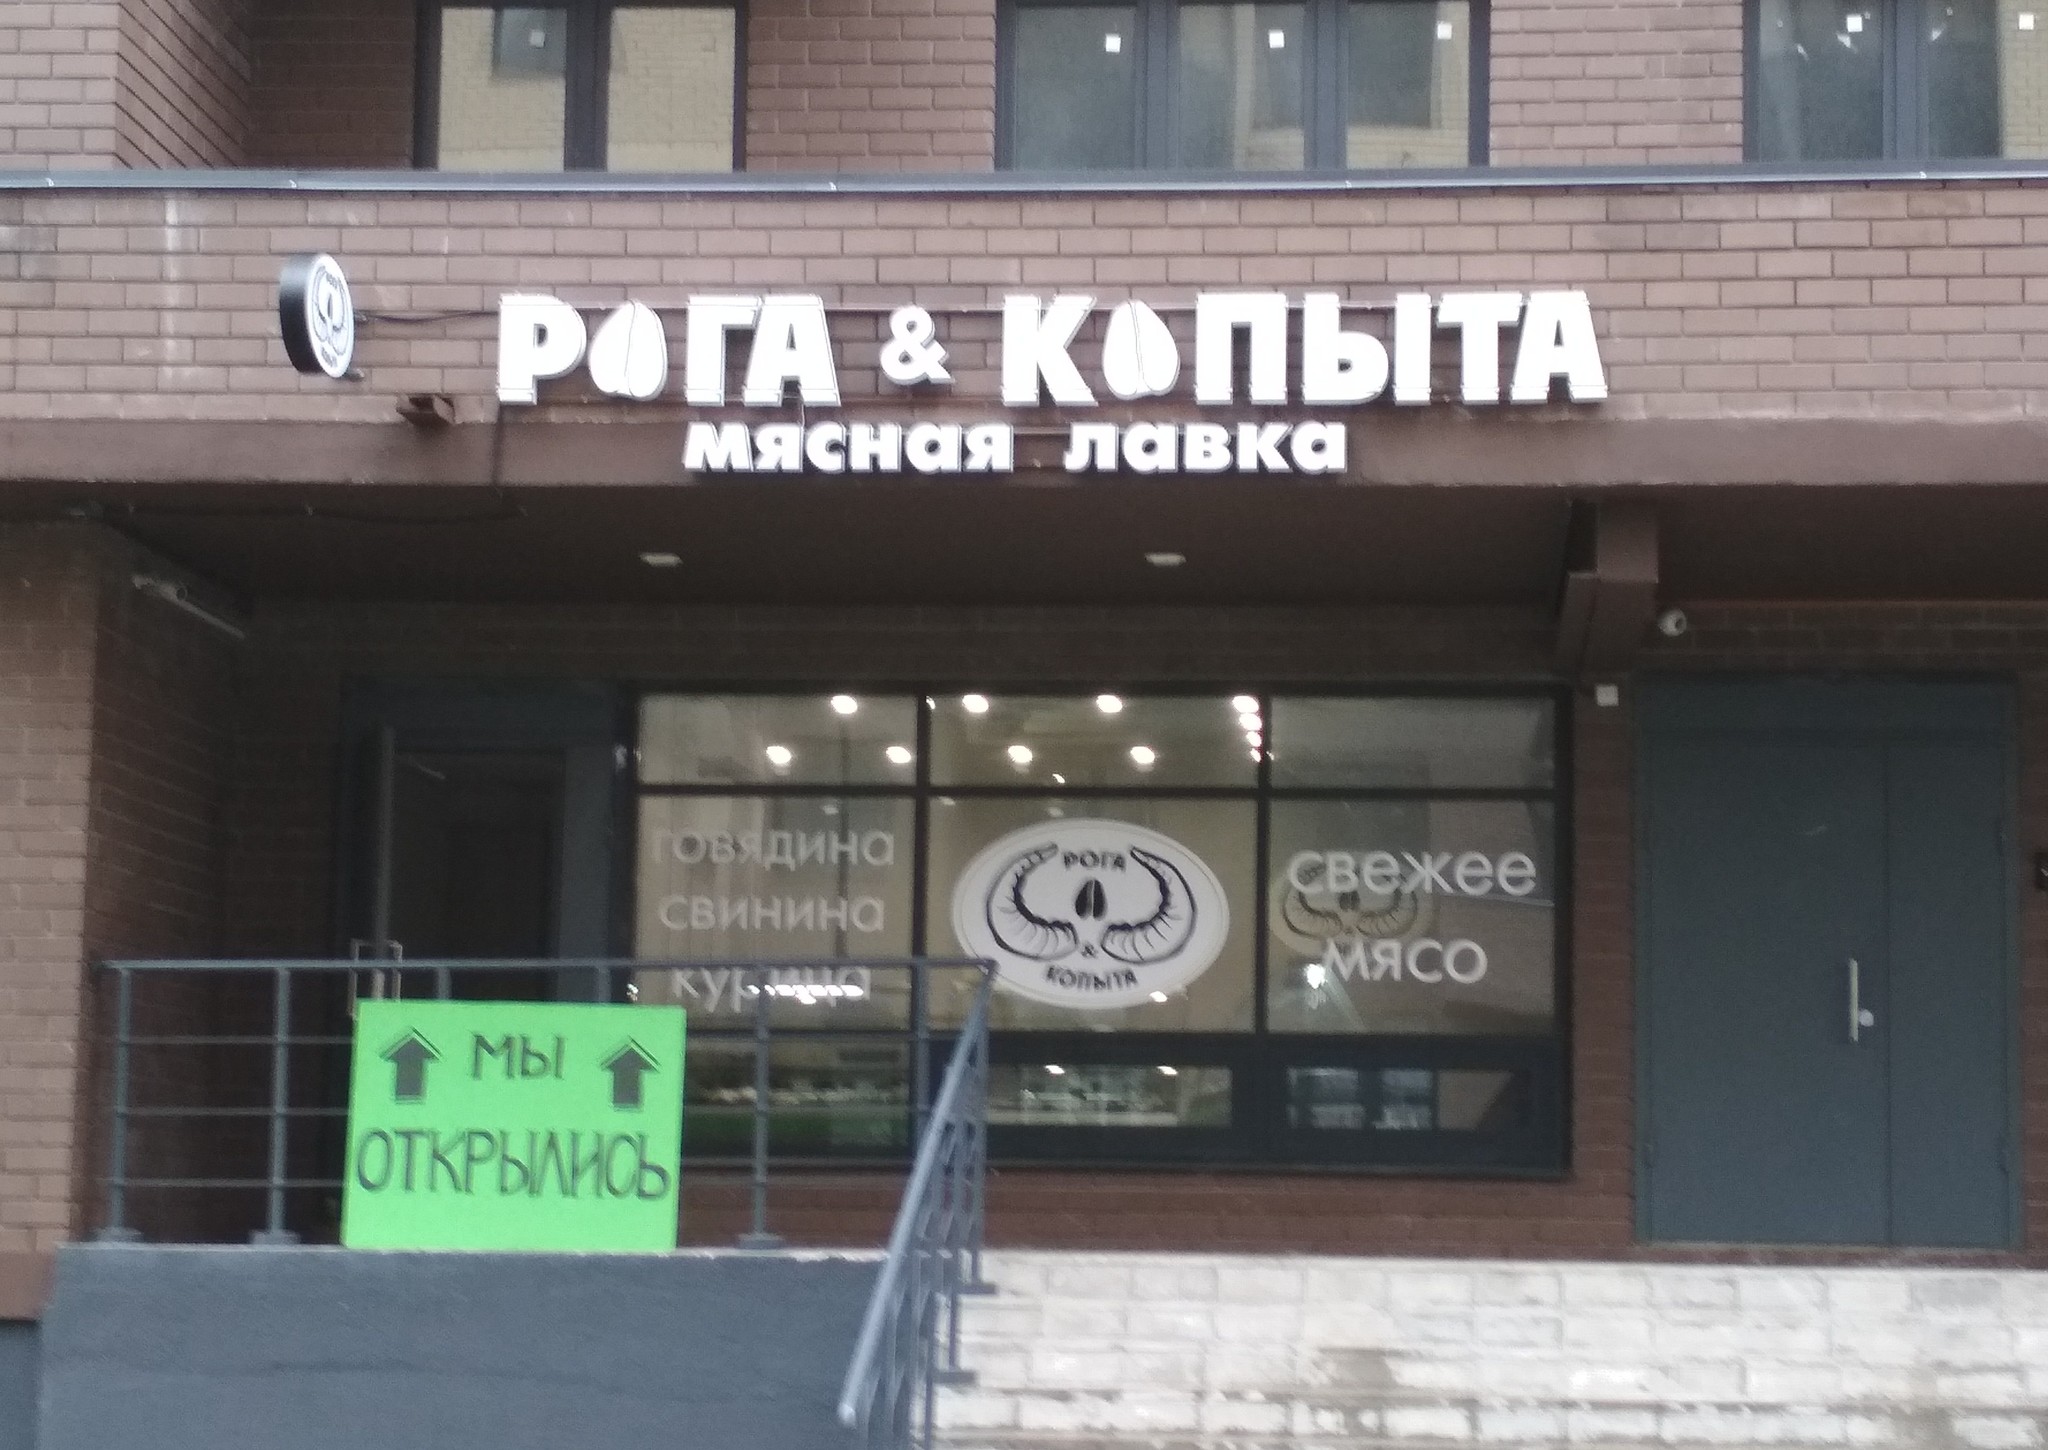 РОГА & КОПЫТА
мясная лавка
говядина
свинина
курица
РОГА
&
КОПЫТА
свежее
мясо
МЫ
ОТКРЫЛИСЬ